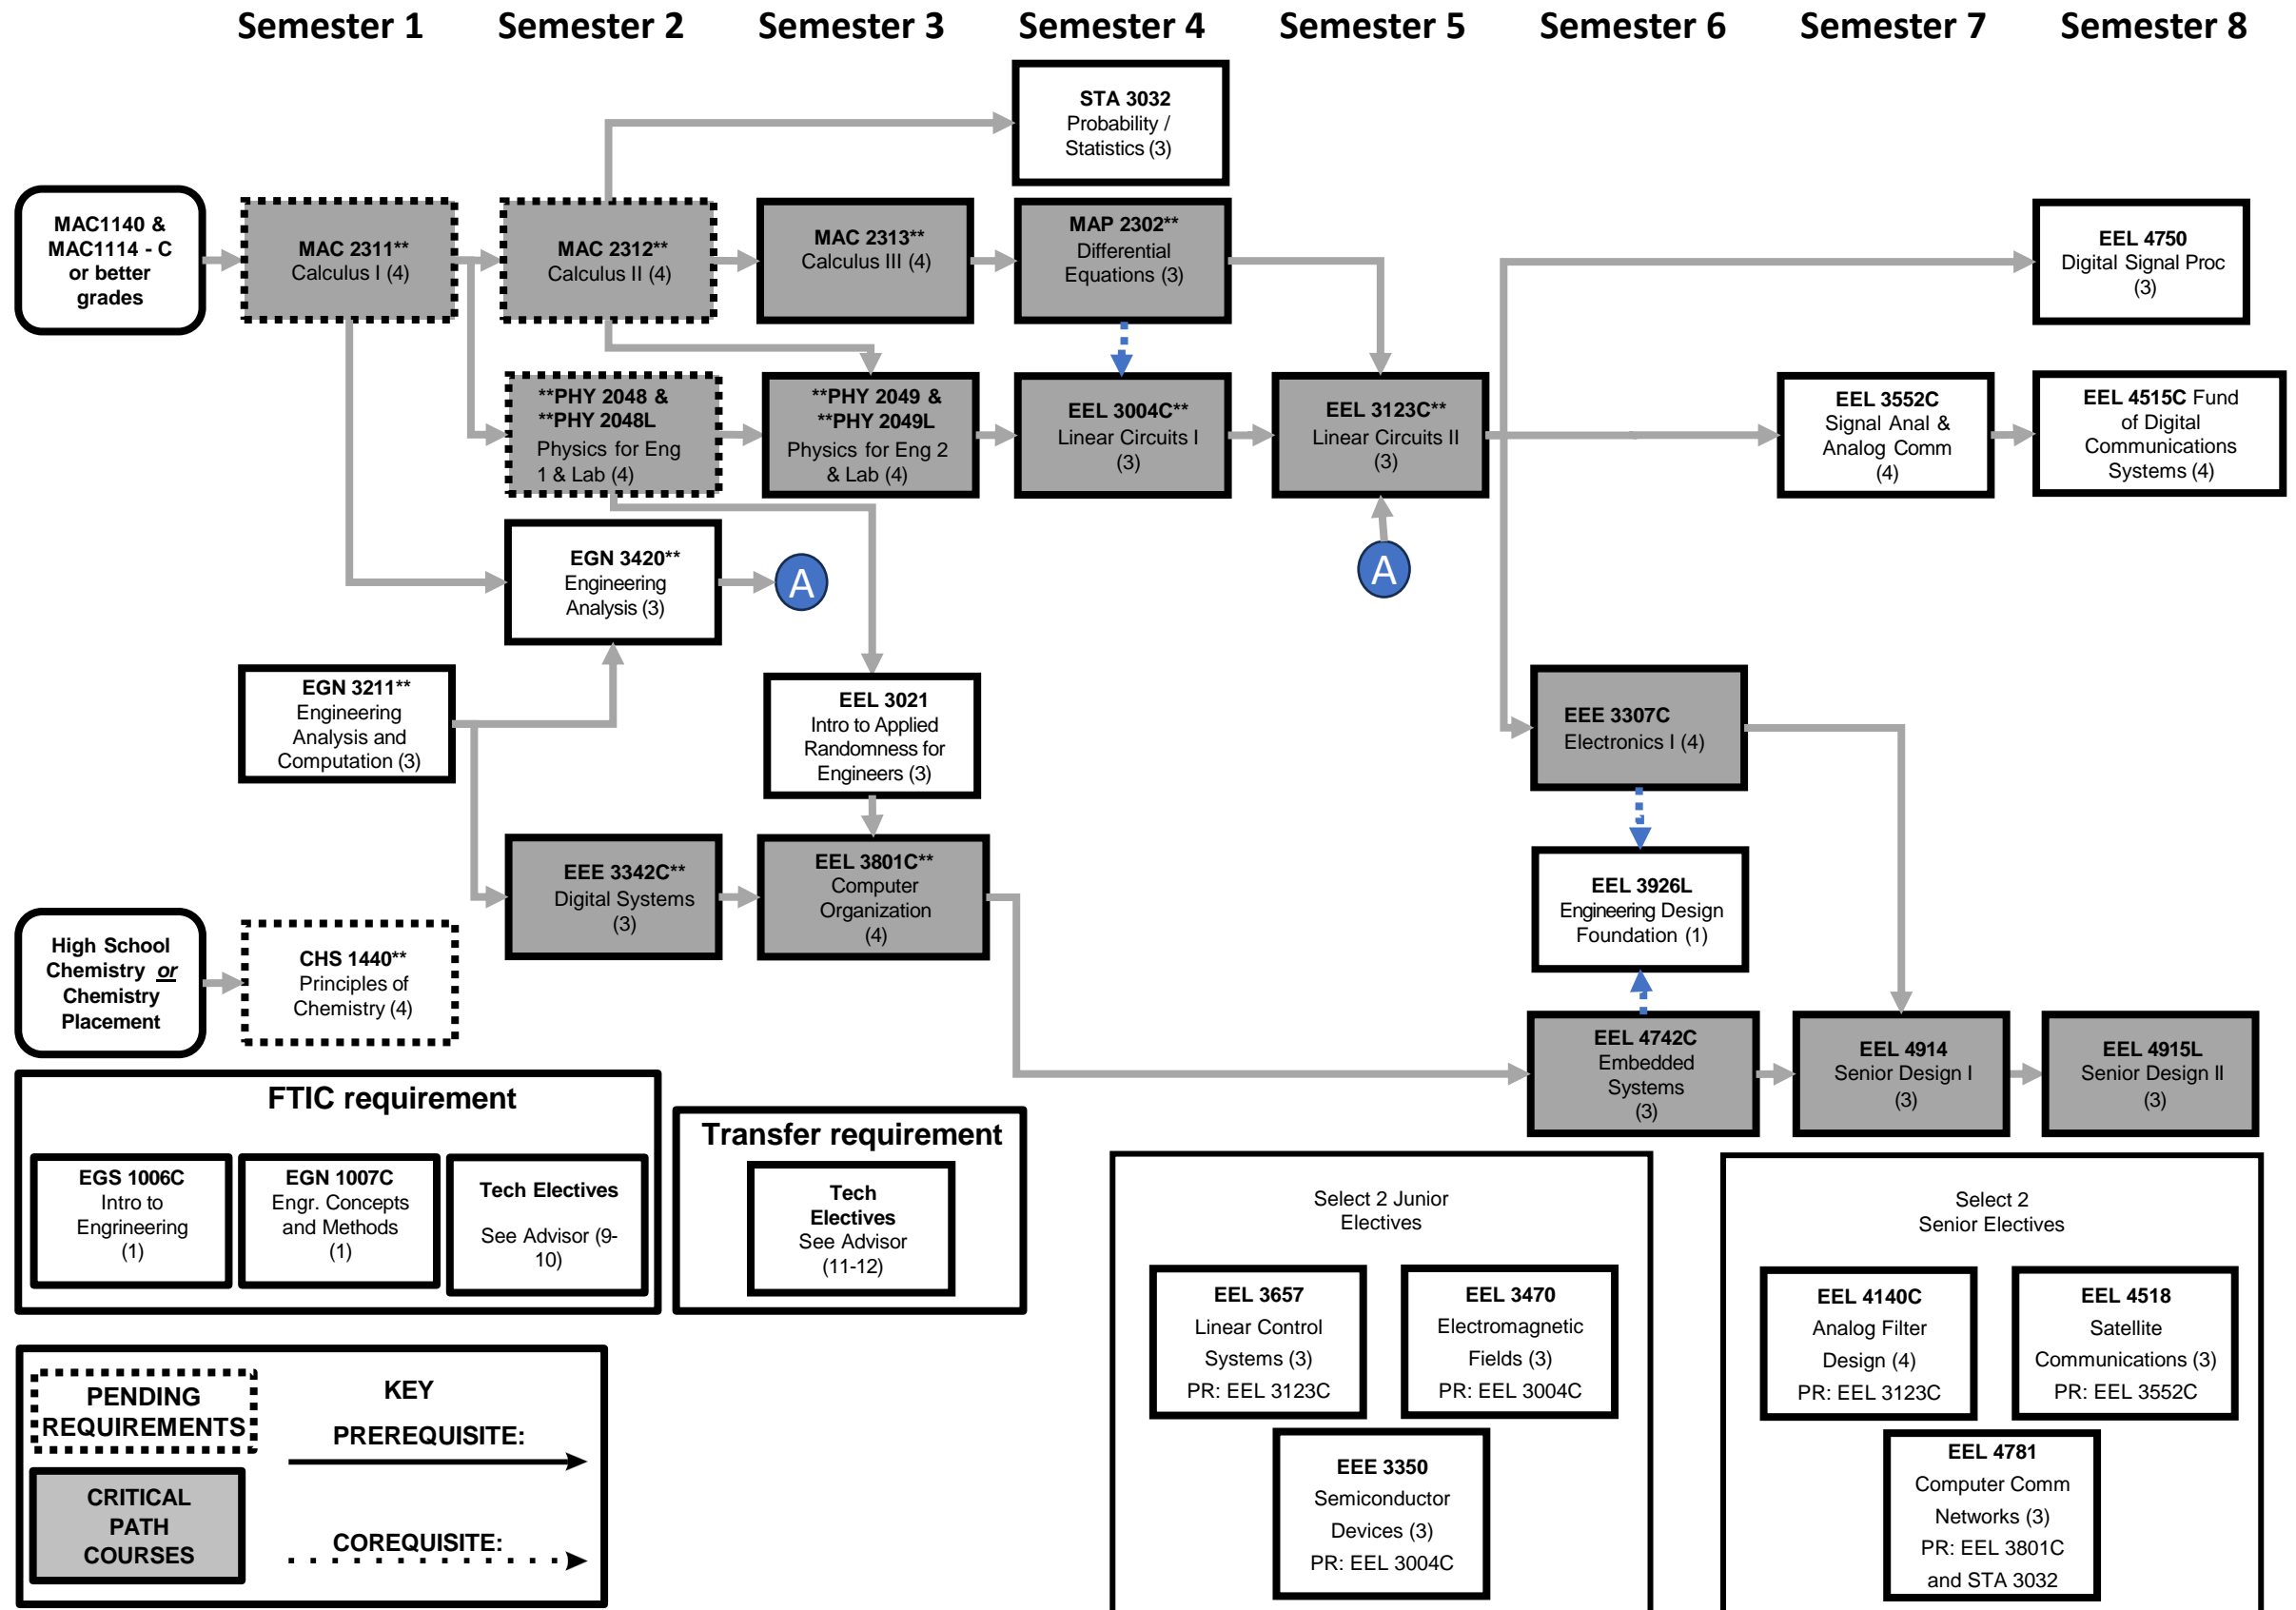 Semester 1
Semester 2
Semester 3
Semester 4
Semester 5
Semester 6
Semester 7
Semester 8
STA 3032
Probability /
Statistics (3)
MAC1140 &
MAC1114 - C
or better
grades
MAC 2311**
Calculus I (4)
MAC 2312**
Calculus II (4)
MAC 2313**
Calculus III (4)
MAP 2302**
Differential
Equations (3)
EEL 4750
Digital Signal Proc
(3)
**PHY 2048 &
**PHY 2048L
Physics for Eng
1 & Lab (4)
**PHY 2049 &
**PHY 2049L
Physics for Eng 2
& Lab (4)
EEL 3004C**
Linear Circuits I
(3)
EEL 3123C**
Linear Circuits II
(3)
EEL 3552C
Signal Anal &
Analog Comm
(4)
EEL 4515C Fund
of Digital
Communications
Systems (4)
EGN 3420**
Engineering
Analysis (3)
A
A
EGN 3211**
Engineering
Analysis and
Computation (3)
EEL 3021
Intro to Applied
Randomness for
Engineers (3)
EEE 3307C
Electronics I (4)
EEE 3342C**
Digital Systems
(3)
EEL 3801C**
Computer
Organization
(4)
EEL 3926L
Engineering Design
Foundation (1)
High School
Chemistry or
Chemistry
Placement
CHS 1440**
Principles of
Chemistry (4)
EEL 4742C
Embedded
Systems
(3)
EEL 4914
Senior Design I
(3)
EEL 4915L
Senior Design II
(3)
FTIC requirement
EGS 1006C
Intro to
Engrineering
(1)
EGN 1007C
Engr. Concepts
and Methods
(1)
Tech Electives
See Advisor (9-
10)
Transfer requirement
Tech
Electives
See Advisor
(11-12)
Select 2 Junior
Electives
EEL 3657
Linear Control
Systems (3)
PR: EEL 3123C
EEL 3470
Electromagnetic
Fields (3)
PR: EEL 3004C
EEE 3350
Semiconductor
Devices (3)
PR: EEL 3004C
Select 2
Senior Electives
EEL 4140C
Analog Filter
Design (4)
PR: EEL 3123C
EEL 4518
Satellite
Communications (3)
PR: EEL 3552C
EEL 4781
Computer Comm
Networks (3)
PR: EEL 3801C
and STA 3032
PENDING
REQUIREMENTS
KEY
PREREQUISITE:
CRITICAL
PATH
COURSES
COREQUISITE: